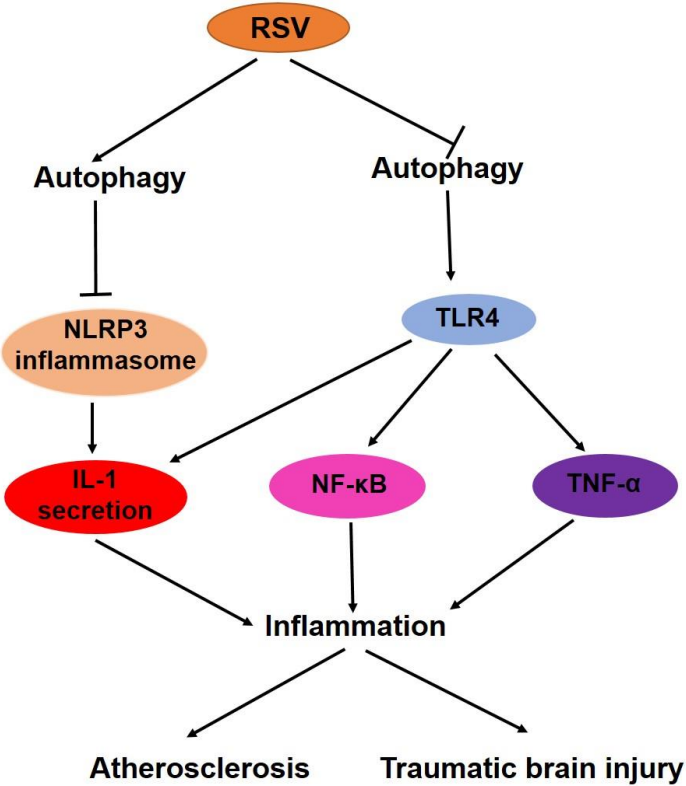 RSV
Autophagy
Autophagy
NLRP3
inflammasome
TLR4
IL-1
secretion
NF-κB
TNF-α
Inflammation
Atherosclerosis
Traumatic brain injury